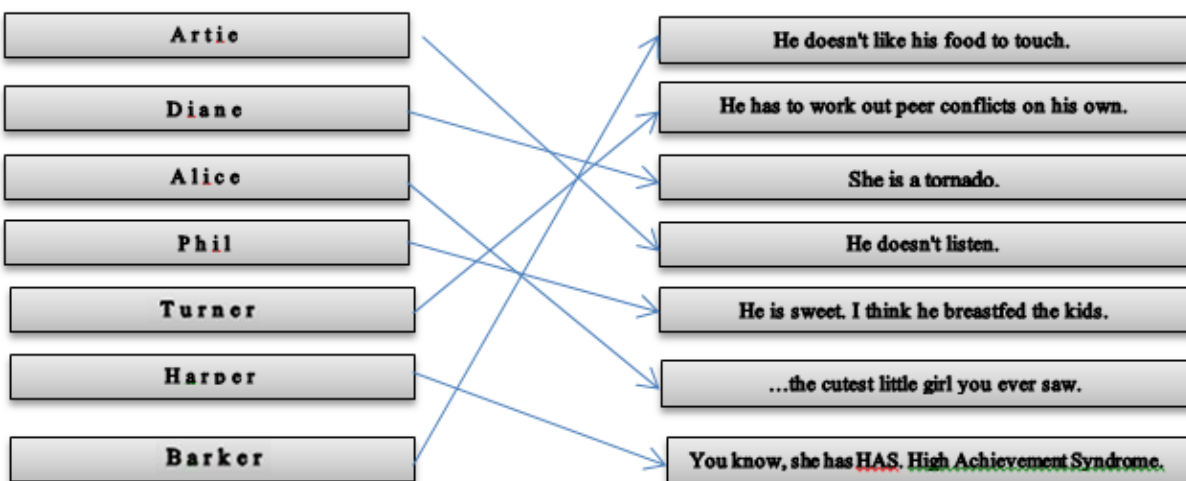 Artie
He doesn't like his food to touch.
Diane
He has to work out peer conflicts on his own.
Alice
She is a tornado.
Phil
He doesn't listen.
Turner
He is sweet. I think he breastfed the kids.
Harper
...the cutest little girl you ever saw.
Barker
You know, she has HAS. High Achievement Syndrome.